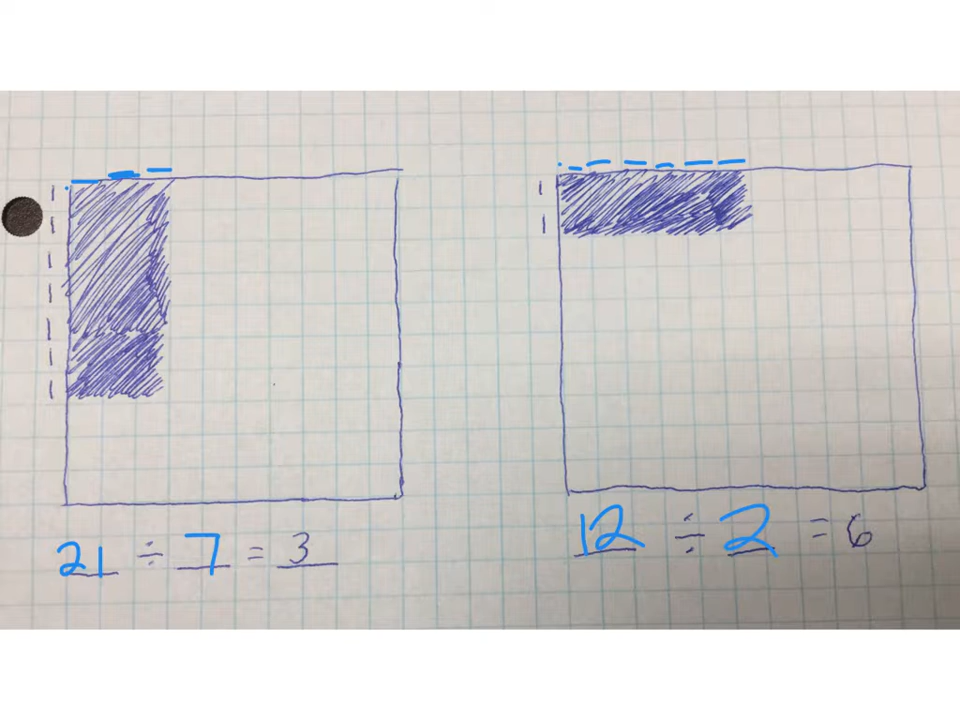 21 ÷ 7 = 3
12 ÷ 2 = 6